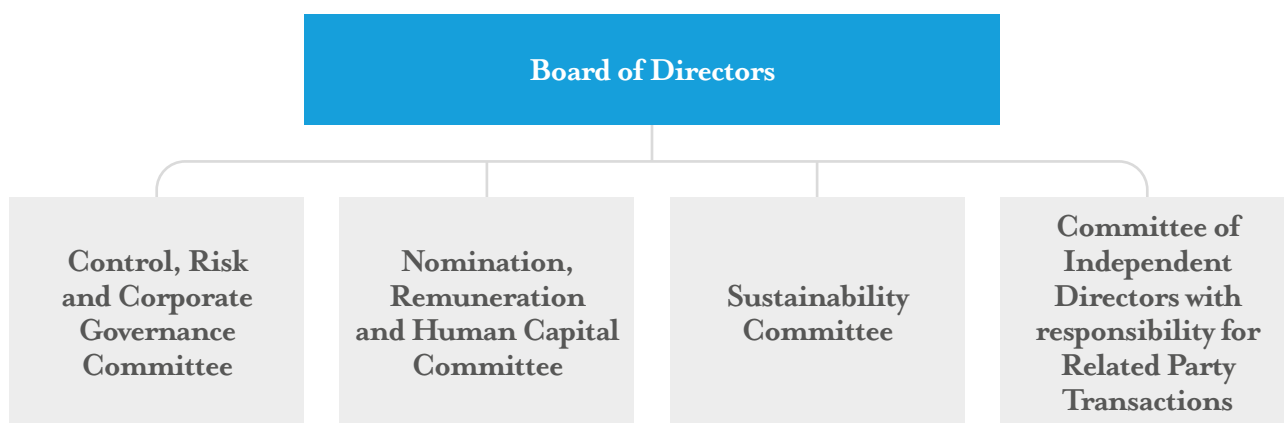 Board of Directors
Control, Risk
and Corporate
Governance
Committee
Nomination,
Remuneration
and Human Capital
Committee
Sustainability
Committee
Committee of
Independent
Directors with
responsibility for
Related Party
Transactions